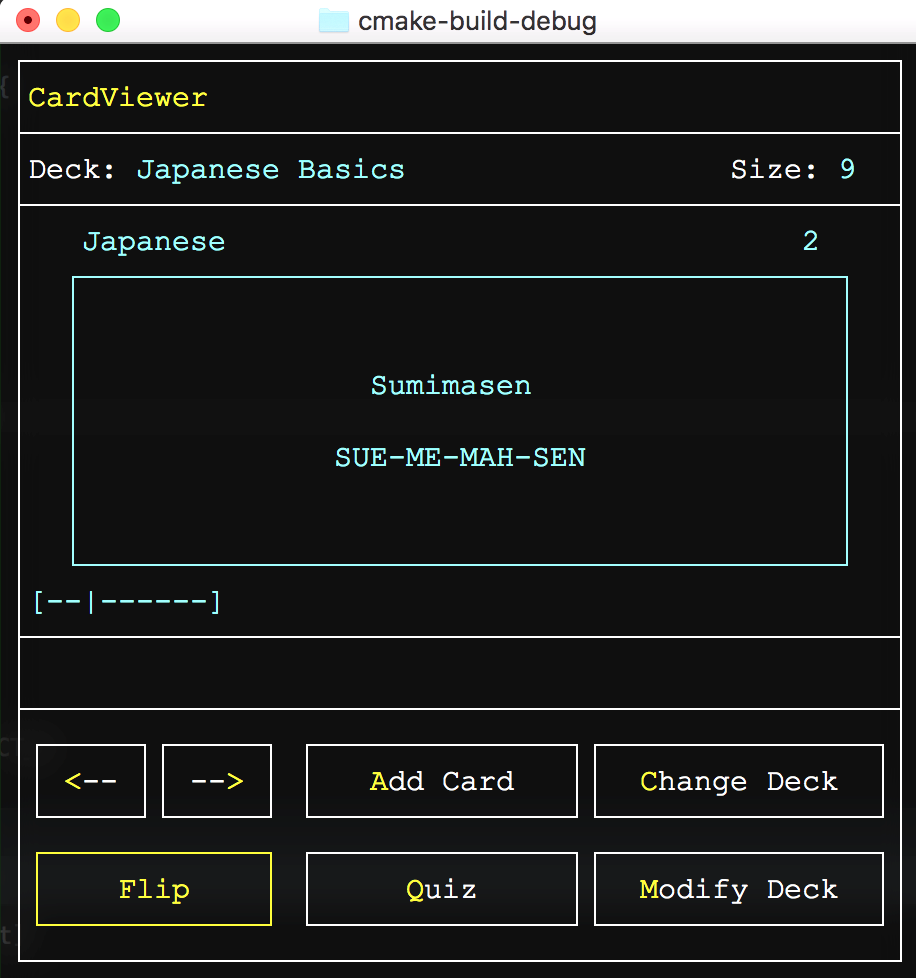 cmake-build-debug
CardViewer
Deck: Japanese Basics Size: 9
Japanese 2
Sumimasen
SUE-ME-MAH-SEN
[--|------]
<-- --> Add Card Change Deck
Flip Quiz Modify Deck